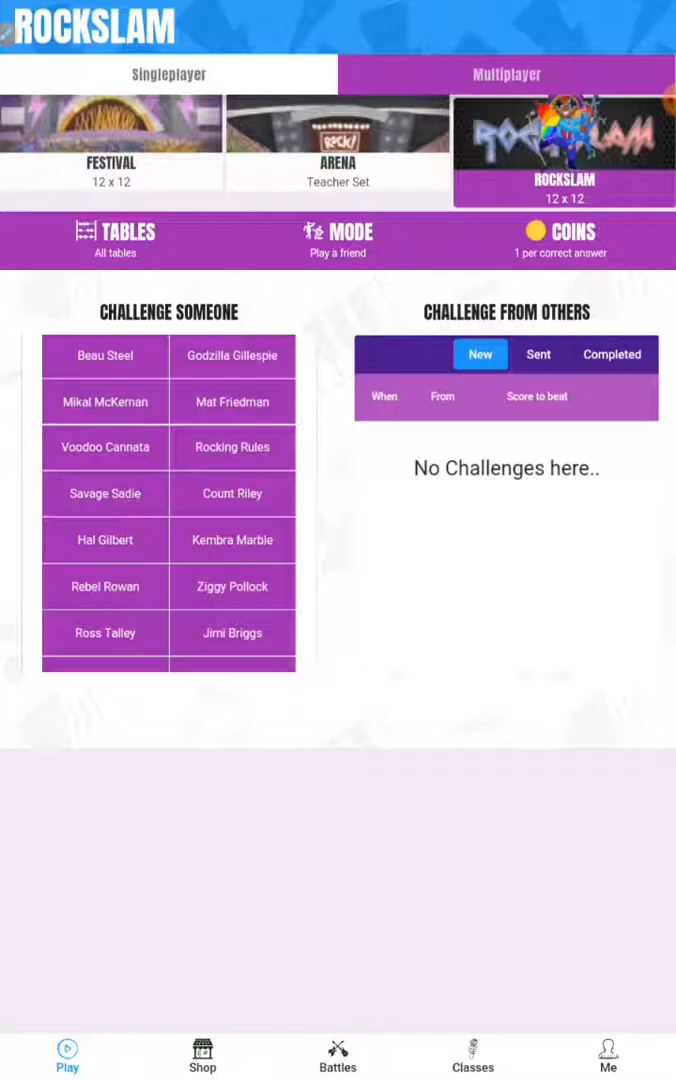 ROCKSLAM
Singleplayer
Multiplayer
ROCK!
ROCKSLAM
FESTIVAL
12 x 12
ARENA
Teacher Set
ROCKSLAM
12 x 12
TABLES
All tables
MODE
Play a friend
COINS
1 per correct answer
CHALLENGE SOMEONE
Beau Steel
Godzilla Gillespie
Mikal McKernan
Mat Friedman
Voodoo Cannata
Rocking Rules
Savage Sadie
Count Riley
Hal Gilbert
Kembra Marble
Rebel Rowan
Ziggy Pollock
Ross Talley
Jimi Briggs
CHALLENGE FROM OTHERS
New
Sent
Completed
When
From
Score to beat
No Challenges here..
Play
Shop
Battles
Classes
Me